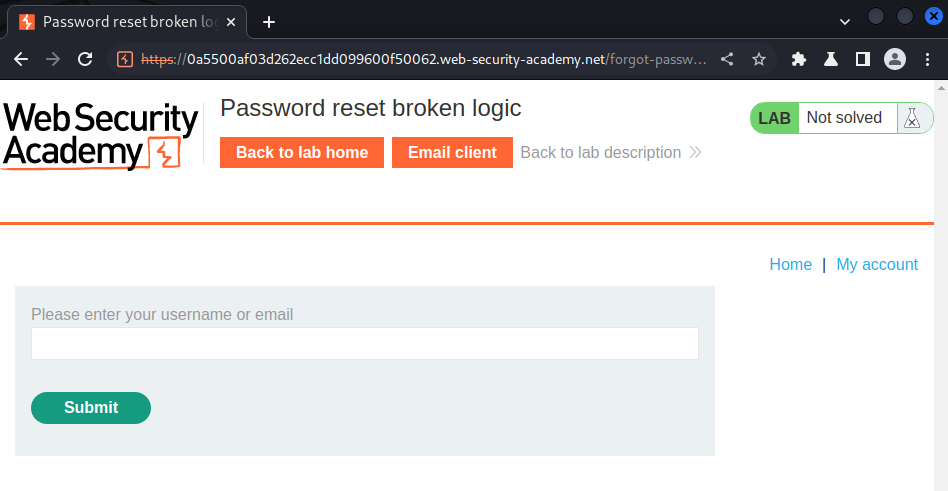 Password reset broken lo
https://0a5500af03d262ecc1dd099600f50062.web-security-academy.net/forgot-passw...
Web Security
Academy
Password reset broken logic
Back to lab home
Email client
Back to lab description
LAB
Not solved
Home | My account
Please enter your username or email
Submit